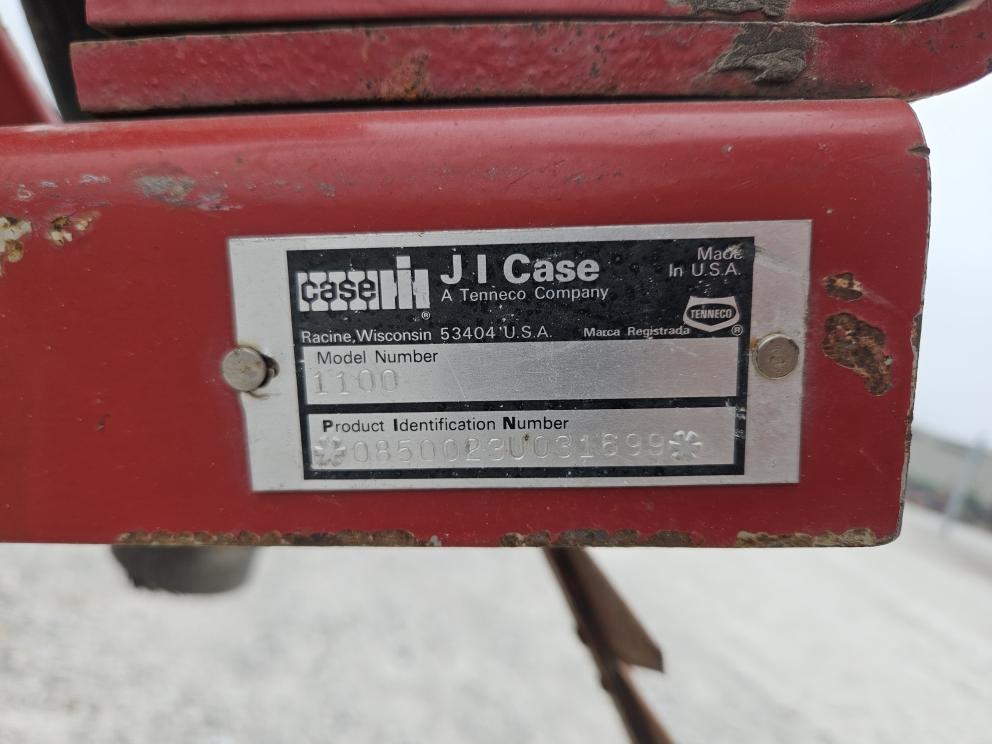 case IH ®
J I Case
A Tenneco Company
Made
In U.S.A.
TENNECO ®
Racine, Wisconsin 53404 U.S.A.
Marca Registrada
Model Number
1100
Product Identification Number
*0850023U031699*